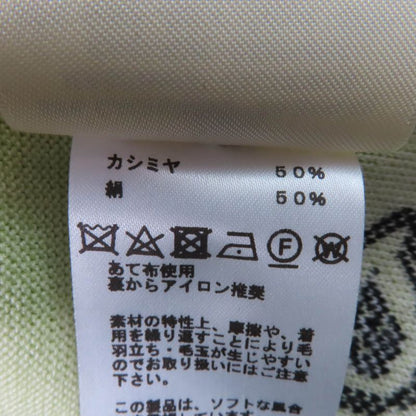 カシミヤ 50%
絹 50%
F W
あて布使用
裏からアイロン推奨
素材の特性上、摩擦や、着
用を繰り返すことにより毛
羽立ち・毛玉が生じやすい
のでお取り扱いにはご注意
下さい。
この製品は、ソフトな